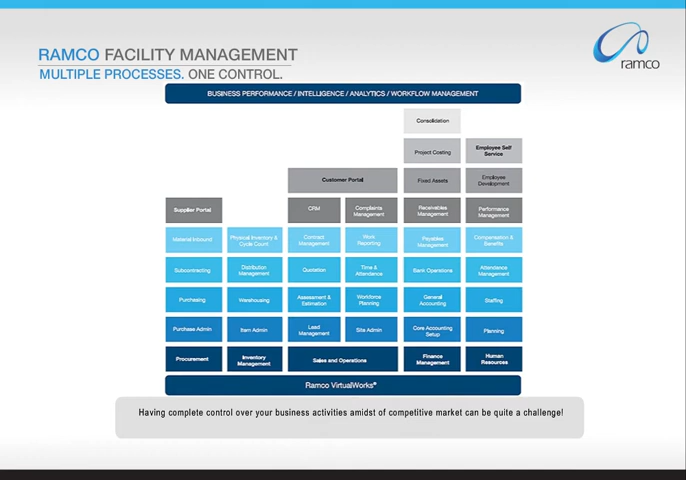 RAMCO FACILITY MANAGEMENT
MULTIPLE PROCESSES. ONE CONTROL.
ramco
BUSINESS PERFORMANCE / INTELLIGENCE / ANALYTICS / WORKFLOW MANAGEMENT
Consolidation
Project Costing
Employee Self
Service
Customer Portal
Fixed Assets
Employee
Development
Supplier Portal
CRM
Complaints
Management
Receivables
Management
Performance
Management
Material Inbound
Physical Inventory &
Cycle Count
Contract
Management
Work
Reporting
Payables
Management
Compensation &
Benefits
Subcontracting
Distribution
Management
Quotation
Time &
Attendance
Bank Operations
Attendance
Management
Purchasing
Warehousing
Assessment &
Estimation
Workforce
Planning
General
Accounting
Staffing
Purchase Admin
Item Admin
Lead
Management
Site Admin
Core Accounting
Setup
Planning
Procurement
Inventory
Management
Sales and Operations
Finance
Management
Human
Resources
Ramco VirtualWorks®
Having complete control over your business activities amidst of competitive market can be quite a challenge!